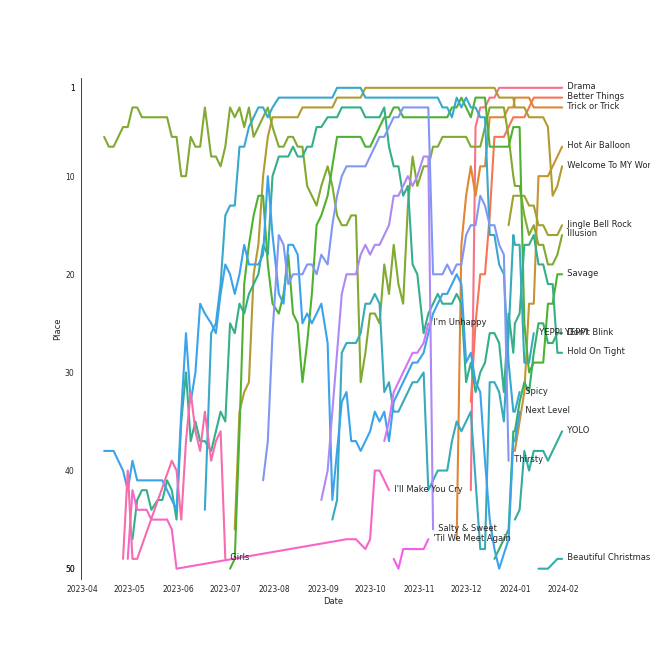 1
10
20
30
40
50
Place
2023-04
2023-05
2023-06
2023-07
2023-08
2023-09
2023-10
2023-11
2023-12
2024-01
2024-02
Date
Drama
Better Things
Trick or Trick
Hot Air Balloon
Welcome To MY Wor
Jingle Bell Rock
Illusion
Savage
I'm Unhappy
Don't Blink
Hold On Tight
Spicy
Next Level
YOLO
Thirsty
I'll Make You Cry
Salty & Sweet
'Til We Meet Again
Girls
Beautiful Christmas